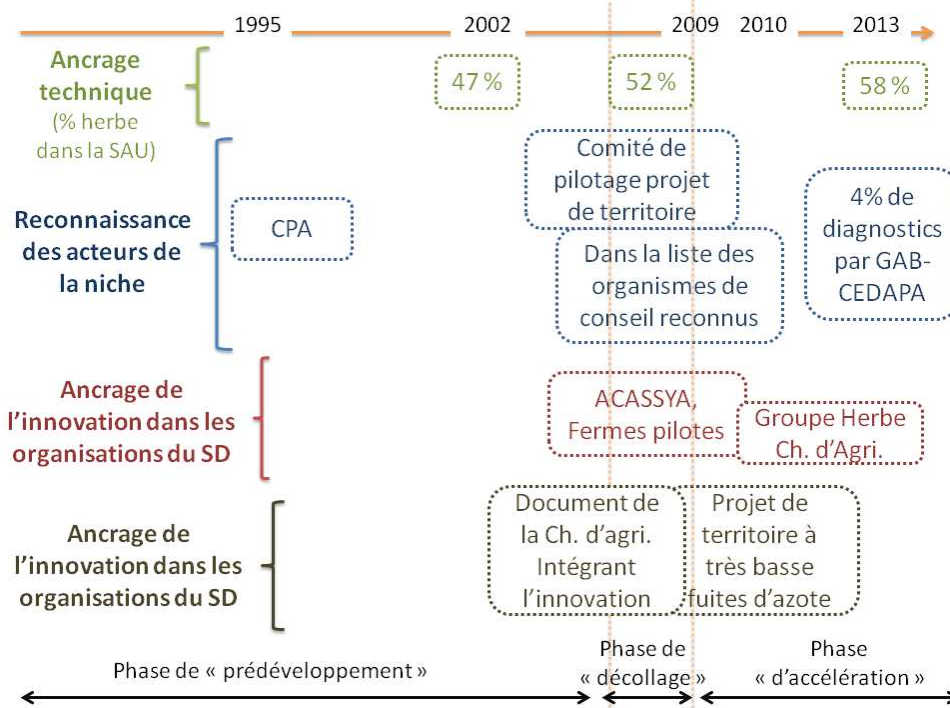 1995
2002
2009
2010
2013
Ancrage
technique
(% herbe
dans la SAU)
47 %
52 %
58 %
Reconnaissance
des acteurs de
la niche
CPA
Comité de
pilotage projet
de territoire
Dans la liste des
organismes de
conseil reconnus
4% de
diagnostics
par GAB-
CEDAPA
Ancrage de
l’innovation dans les
organisations du SD
ACASSYA,
Fermes pilotes
Groupe Herbe
Ch. d’Agri.
Ancrage de
l’innovation dans les
organisations du SD
Document de
la Ch. d’agri.
Intégrant
l’innovation
Projet de
territoire à
très basse
fuites d’azote
Phase de « prédéveloppement »
Phase de
« décollage »
Phase
« d’accélération »